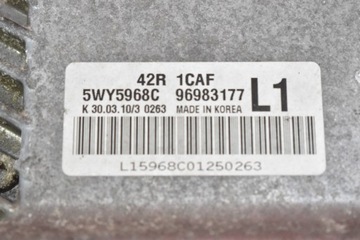 42R 1CAF
5WY5968C 96983177 L1
K 30.03.10/3 0263 MADE IN KOREA
L15968C01250263